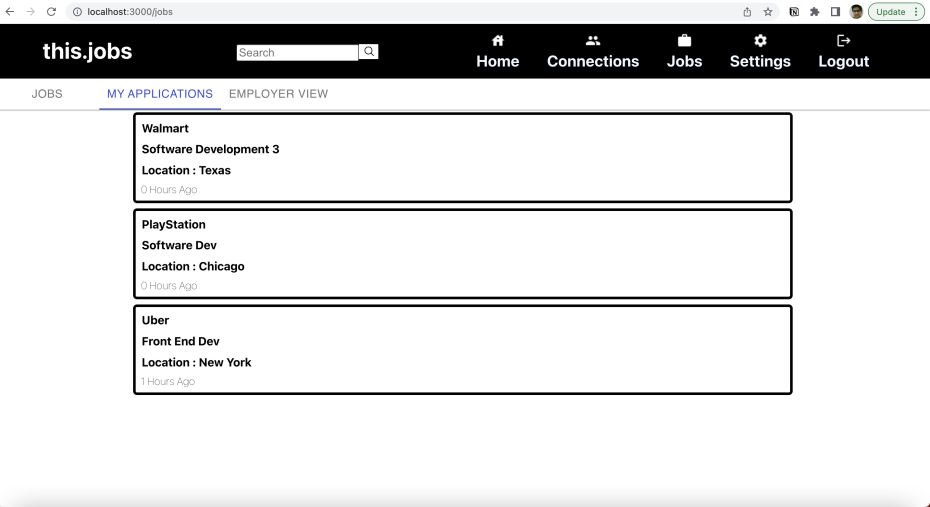 localhost:3000/jobs
Update
this.jobs
Search
Home
Connections
Jobs
Settings
Logout
JOBS
MY APPLICATIONS
EMPLOYER VIEW
Walmart
Software Development 3
Location : Texas
0 Hours Ago
PlayStation
Software Dev
Location : Chicago
0 Hours Ago
Uber
Front End Dev
Location : New York
1 Hours Ago